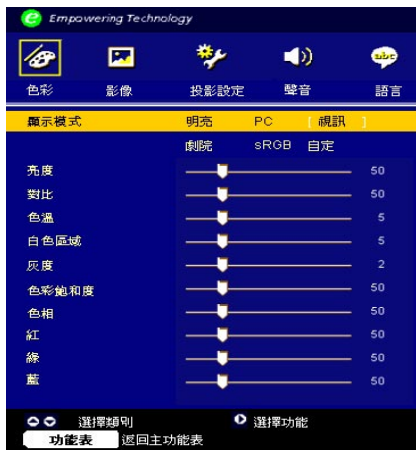 Empowering Technology
abc
色彩 影像 投影設定 聲音 語言
顯示模式 明亮 PC [ 視訊 ]
劇院 sRGB 自定
亮度 50
對比 50
色溫 5
白色區域 5
灰度 2
色彩飽和度 50
色相 50
紅 50
綠 50
藍 50
選擇類別 選擇功能
功能表 返回主功能表